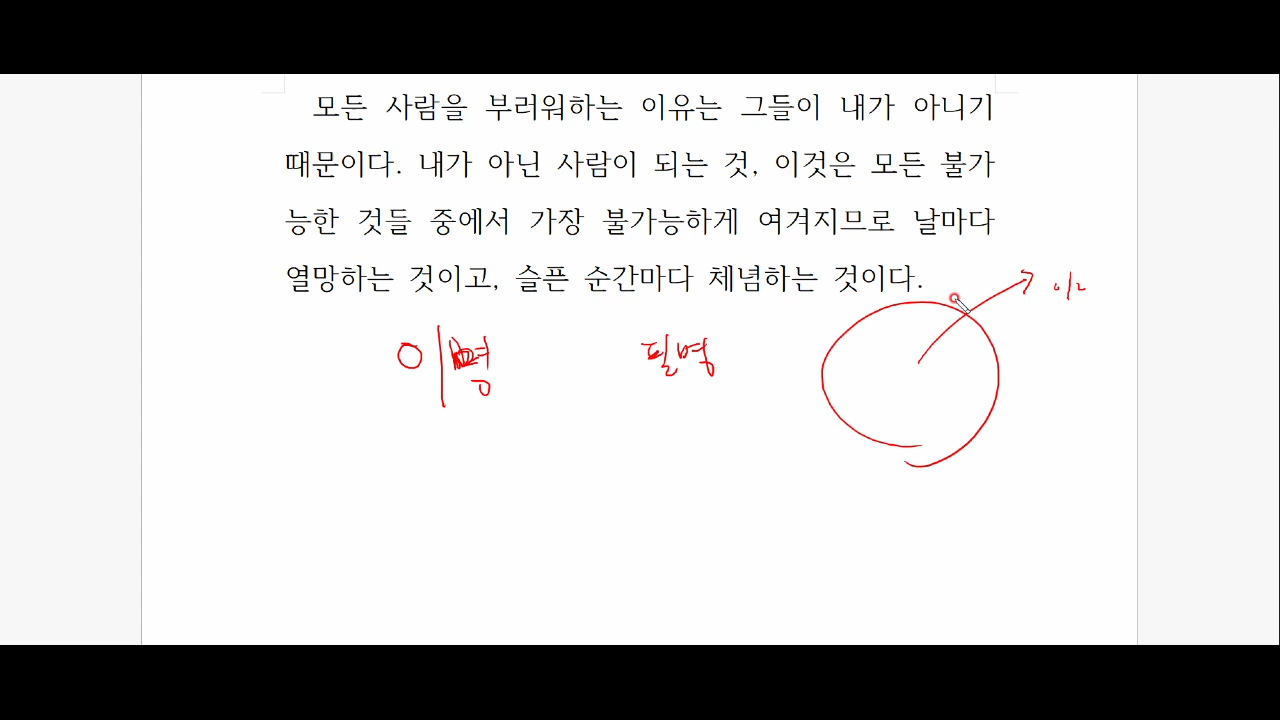 모든 사람을 부러워하는 이유는 그들이 내가 아니기
때문이다. 내가 아닌 사람이 되는 것, 이것은 모든 불가
능한 것들 중에서 가장 불가능하게 여겨지므로 날마다
열망하는 것이고, 슬픈 순간마다 체념하는 것이다.
이명 필명